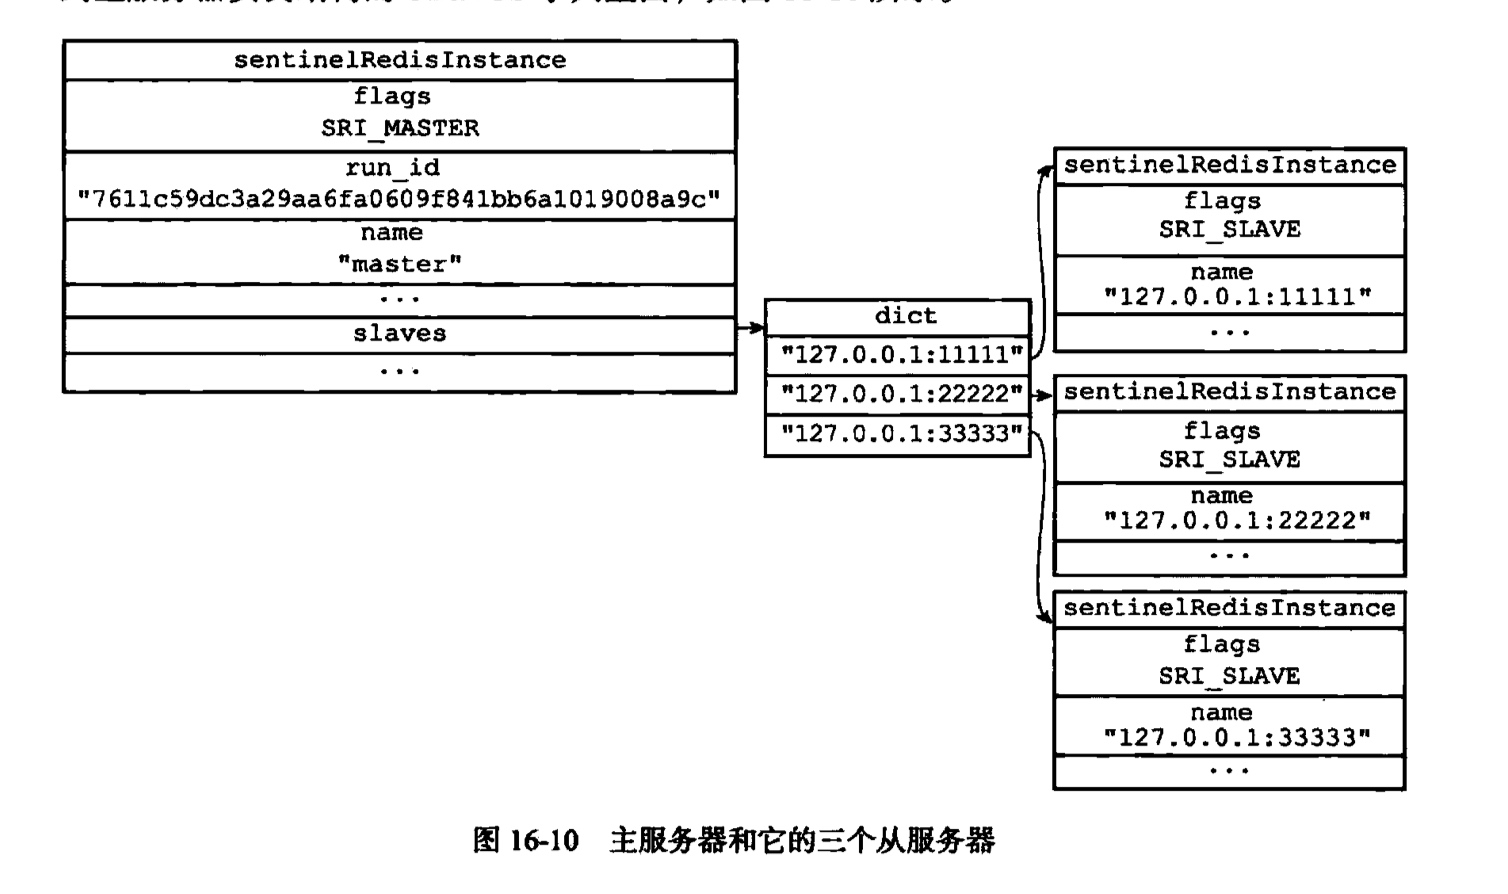 sentinelRedisInstance
flags
SRI_MASTER
run_id
"7611c59dc3a29aa6fa0609f841bb6a1019008a9c"
name
"master"
...
slaves
...
dict
"127.0.0.1:11111"
"127.0.0.1:22222"
"127.0.0.1:33333"
sentinelRedisInstance
flags
SRI_SLAVE
name
"127.0.0.1:11111"
...
sentinelRedisInstance
flags
SRI_SLAVE
name
"127.0.0.1:22222"
...
sentinelRedisInstance
flags
SRI_SLAVE
name
"127.0.0.1:33333"
...
图 16-10 主服务器和它的三个从服务器